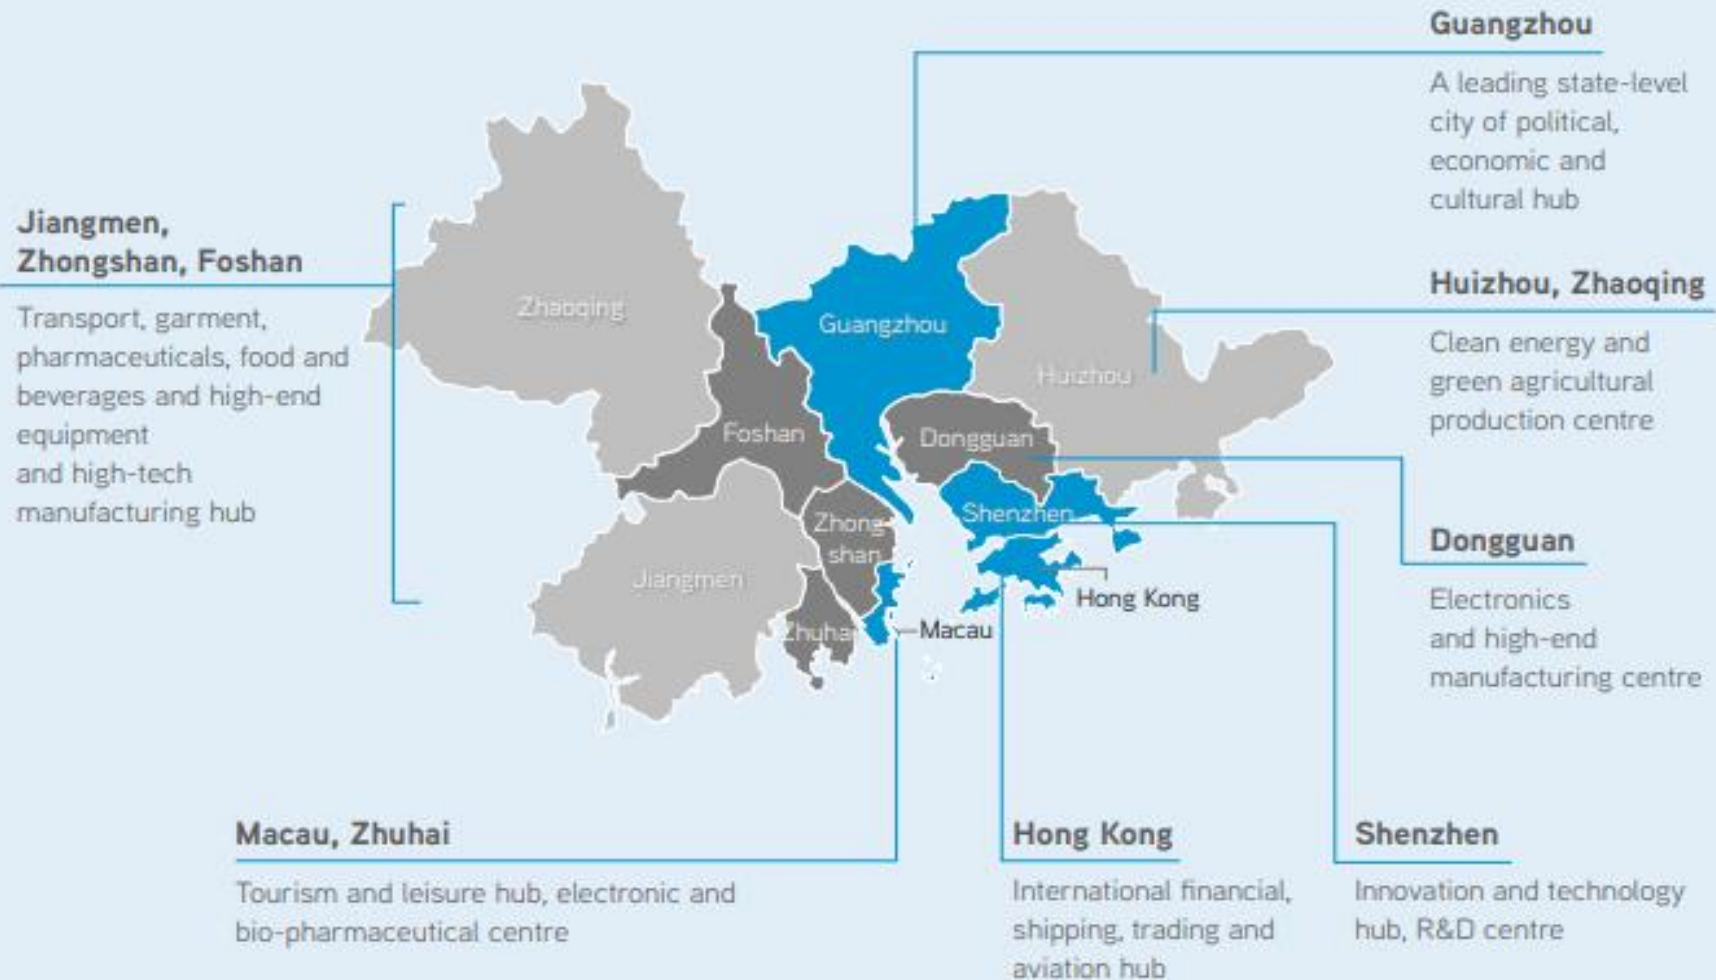 Guangzhou
A leading state-level
city of political,
economic and
cultural hub
Jiangmen,
Zhongshan, Foshan
Transport, garment,
pharmaceuticals, food and
beverages and high-end
equipment
and high-tech
manufacturing hub
Huizhou, Zhaoqing
Clean energy and
green agricultural
production centre
Zhaoqing
Guangzhou
Huizhou
Foshan
Dongguan
Shenzhen
Zhong
shan
Jiangmen
Zhuhai
Hong Kong
Macau
Dongguan
Electronics
and high-end
manufacturing centre
Macau, Zhuhai
Tourism and leisure hub, electronic and
bio-pharmaceutical centre
Hong Kong
International financial,
shipping, trading and
aviation hub
Shenzhen
Innovation and technology
hub, R&D centre